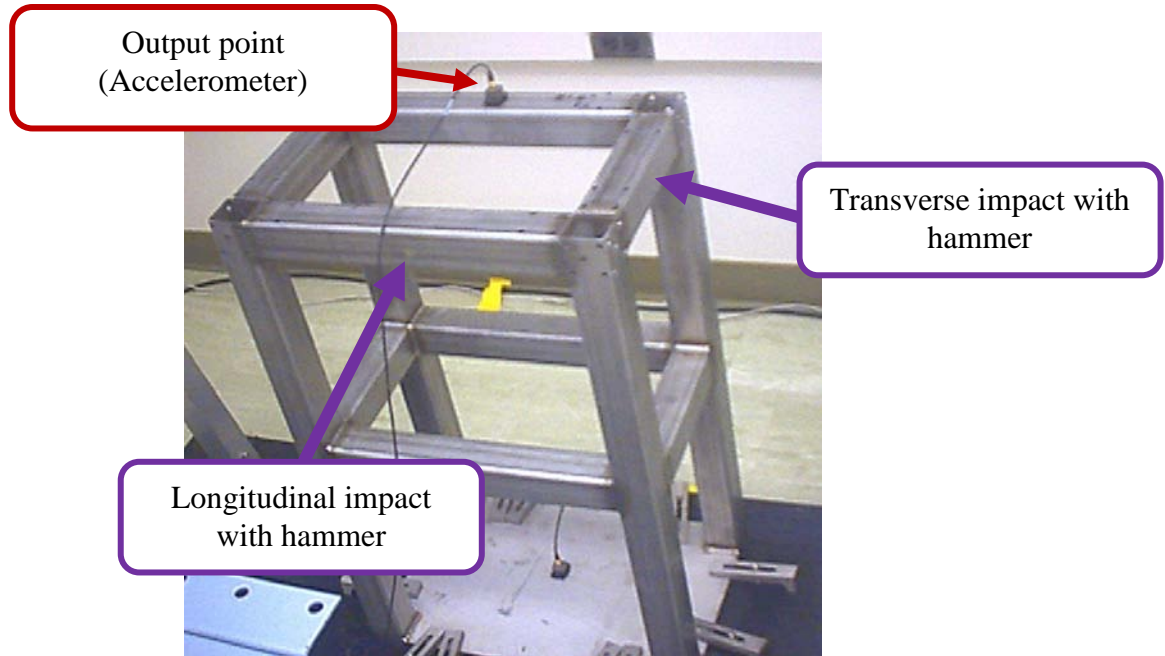 Output point
(Accelerometer)
Transverse impact with
hammer
Longitudinal impact
with hammer